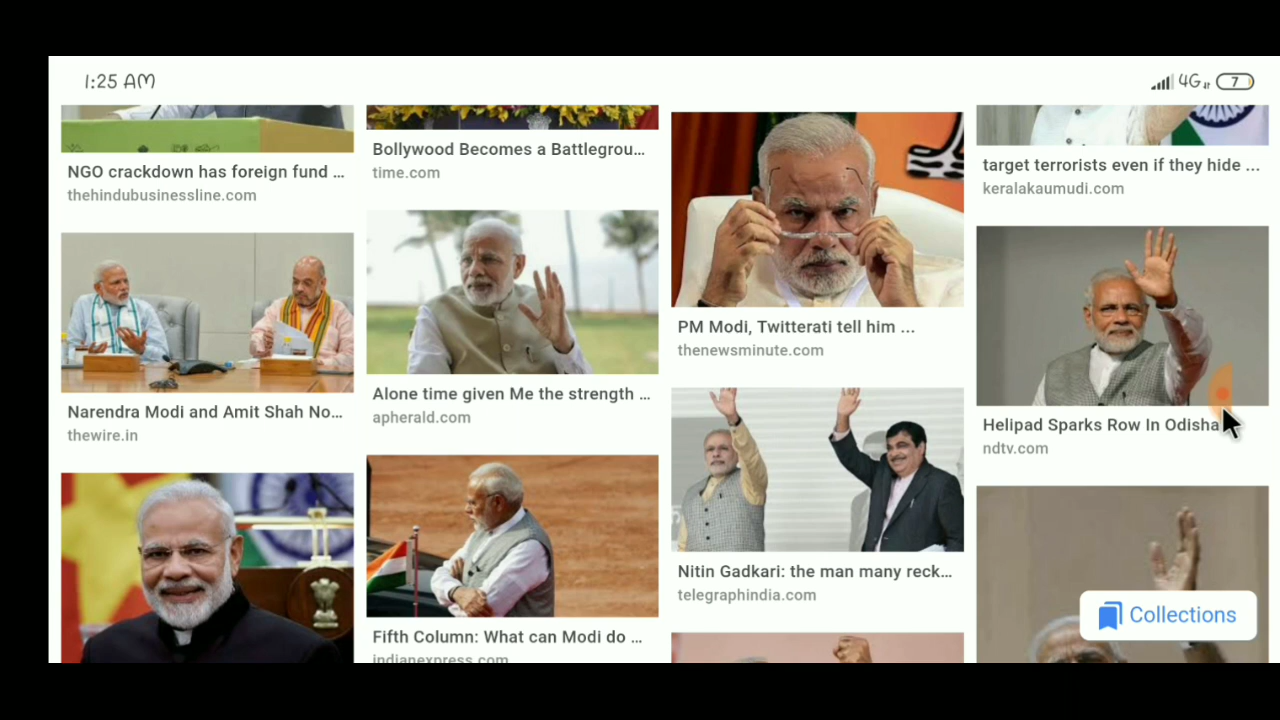 1:25 AM
4G
7
NGO crackdown has foreign fund ...
thehindubusinessline.com
Narendra Modi and Amit Shah No...
thewire.in
Bollywood Becomes a Battlegrou...
time.com
Alone time given Me the strength ...
apherald.com
Fifth Column: What can Modi do ...
indianexpress.com
PM Modi, Twitterati tell him ...
thenewsminute.com
Nitin Gadkari: the man many reck...
telegraphindia.com
target terrorists even if they hide ...
keralakaumudi.com
Helipad Sparks Row In Odisha
ndtv.com
Collections